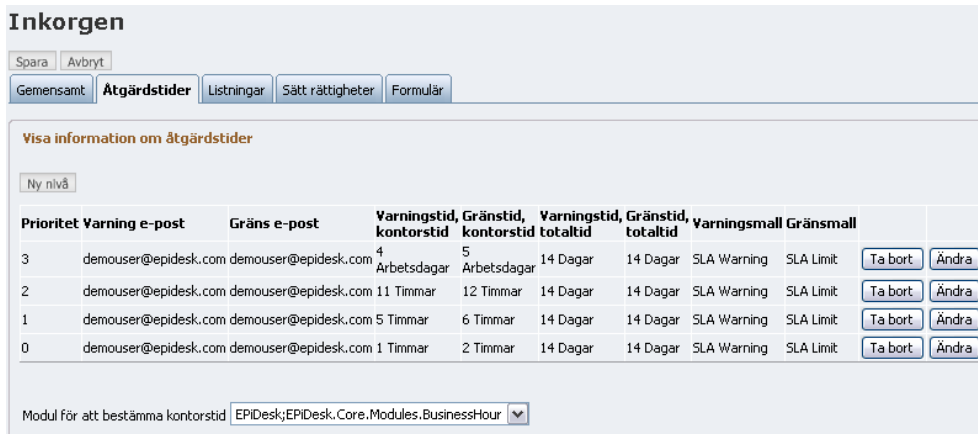 Inkorgen
Spara Avbryt
Gemensamt Åtgärdstider Listningar Sätt rättigheter Formulär
Visa information om åtgärdstider
Ny nivå
Prioritet Varning e-post Gräns e-post Varningstid, kontorstid Gränstid, kontorstid Varningstid, totaltid Gränstid, totaltid Varningsmall Gränsmall
3 demouser@epidesk.com demouser@epidesk.com 4 Arbetsdagar 5 Arbetsdagar 14 Dagar 14 Dagar SLA Warning SLA Limit Ta bort Ändra
2 demouser@epidesk.com demouser@epidesk.com 11 Timmar 12 Timmar 14 Dagar 14 Dagar SLA Warning SLA Limit Ta bort Ändra
1 demouser@epidesk.com demouser@epidesk.com 5 Timmar 6 Timmar 14 Dagar 14 Dagar SLA Warning SLA Limit Ta bort Ändra
0 demouser@epidesk.com demouser@epidesk.com 1 Timmar 2 Timmar 14 Dagar 14 Dagar SLA Warning SLA Limit Ta bort Ändra
Modul för att bestämma kontorstid EPiDesk;EPiDesk.Core.Modules.BusinessHour